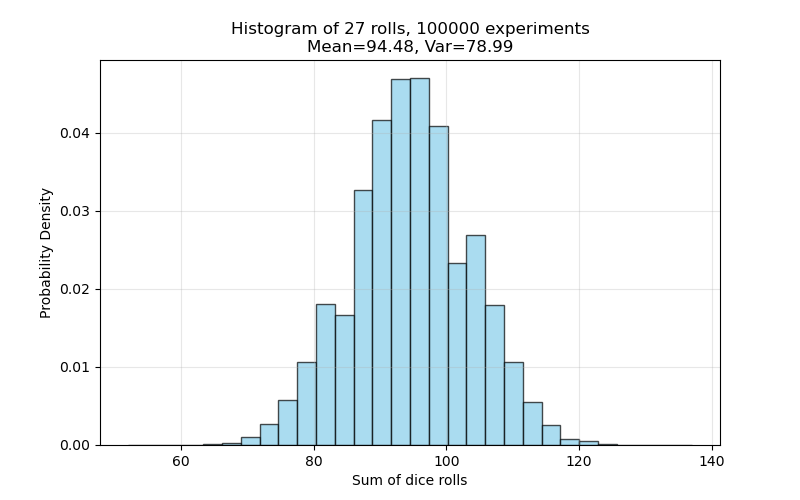 Histogram of 27 rolls, 100000 experiments
Mean=94.48, Var=78.99
Probability Density
0.04
0.03
0.02
0.01
0.00
60
80
100
120
140
Sum of dice rolls